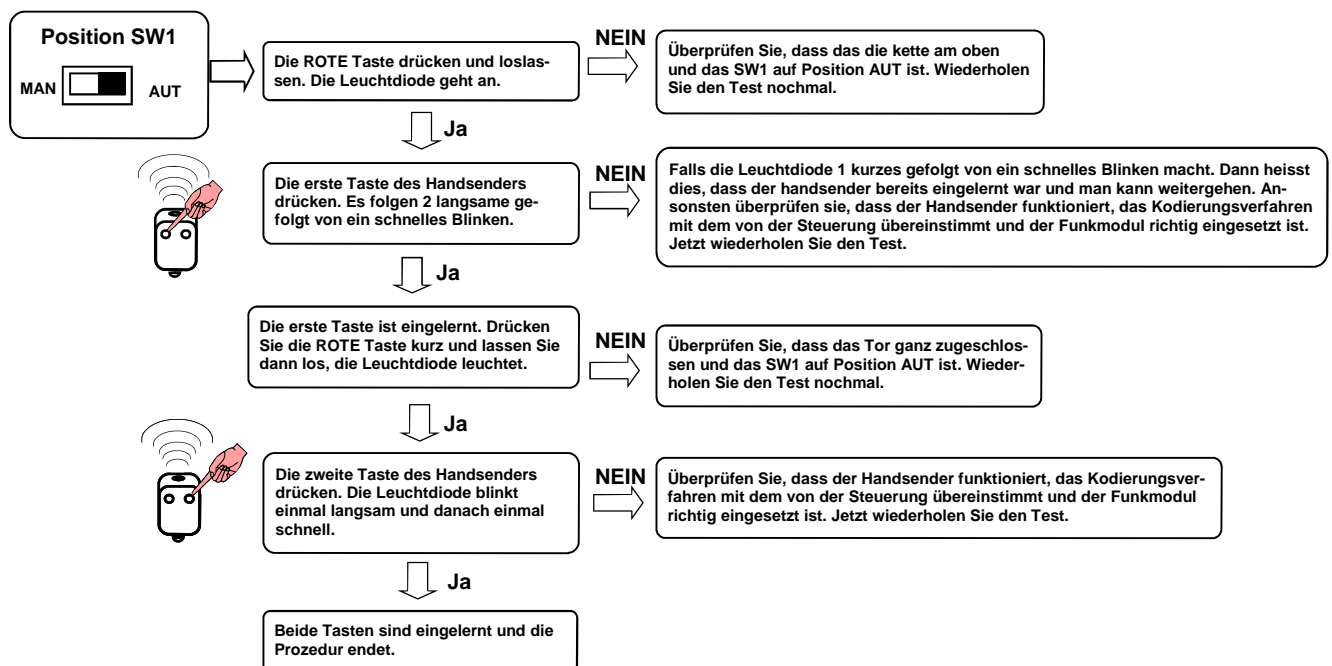 Position SW1
MAN
AUT
Die ROTE Taste drücken und loslas-
sen. Die Leuchtdiode geht an.
NEIN
Überprüfen Sie, dass das die kette am oben
und das SW1 auf Position AUT ist. Wiederholen
Sie den Test nochmal.
Ja
Die erste Taste des Handsenders
drücken. Es folgen 2 langsame ge-
folgt von ein schnelles Blinken.
NEIN
Falls die Leuchtdiode 1 kurzes gefolgt von ein schnelles Blinken macht. Dann heisst
dies, dass der handsender bereits eingelernt war und man kann weitergehen. An-
sonsten überprüfen sie, dass der Handsender funktioniert, das Kodierungsverfahren
mit dem von der Steuerung übereinstimmt und der Funkmodul richtig eingesetzt ist.
Jetzt wiederholen Sie den Test.
Ja
Die erste Taste ist eingelernt. Drücken
Sie die ROTE Taste kurz und lassen Sie
dann los, die Leuchtdiode leuchtet.
NEIN
Überprüfen Sie, dass das Tor ganz zugeschlos-
sen und das SW1 auf Position AUT ist. Wieder-
holen Sie den Test nochmal.
Ja
Die zweite Taste des Handsenders
drücken. Die Leuchtdiode blinkt
einmal langsam und danach einmal
schnell.
NEIN
Überprüfen Sie, dass der Handsender funktioniert, das Kodierungsver-
fahren mit dem von der Steuerung übereinstimmt und der Funkmodul
richtig eingesetzt ist. Jetzt wiederholen Sie den Test.
Ja
Beide Tasten sind eingelernt und die
Prozedur endet.